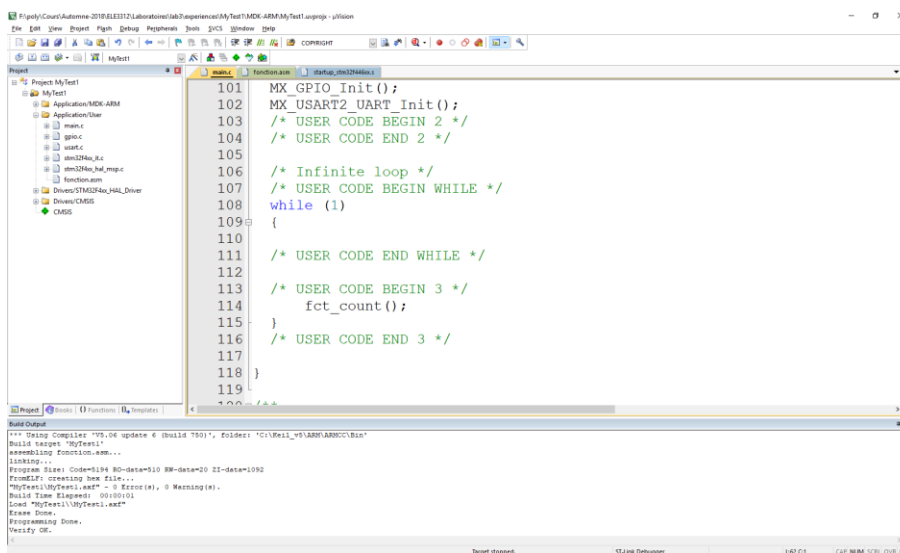 F:\poly\Cours\Automne-2018\ELE3312\Laboratoires\lab3\experiences\MyTest1\MDK-ARM\MyTest1.uvprojx - µVision
File Edit View Project Flash Debug Peripherals Tools SVCS Window Help
COPYRIGHT
MyTest1
Project
main.c fonction.asm startup_stm32f446xx.s
Project: MyTest1
MyTest1
Application/MDK-ARM
Application/User
main.c
gpio.c
usart.c
stm32f4xx_it.c
stm32f4xx_hal_msp.c
fonction.asm
Drivers/STM32F4xx_HAL_Driver
Drivers/CMSIS
CMSIS
101 MX_GPIO_Init();
102 MX_USART2_UART_Init();
103 /* USER CODE BEGIN 2 */
104 /* USER CODE END 2 */
105
106 /* Infinite loop */
107 /* USER CODE BEGIN WHILE */
108 while (1)
109 {
110
111 /* USER CODE END WHILE */
112
113 /* USER CODE BEGIN 3 */
114 fct_count();
115 }
116 /* USER CODE END 3 */
117
118 }
119
120 /**
Project Books {} Functions 0 Templates
Build Output
*** Using Compiler 'V5.06 update 6 (build 750)', folder: 'C:\Keil_v5\ARM\ARMCC\Bin'
Build target 'MyTest1'
assembling fonction.asm...
linking...
Program Size: Code=5194 RO-data=510 RW-data=20 ZI-data=1092
FromELF: creating hex file...
"MyTest1\MyTest1.axf" - 0 Error(s), 0 Warning(s).
Build Time Elapsed: 00:00:01
Load "MyTest1\\MyTest1.axf"
Erase Done.
Programming Done.
Verify OK.
Target stopped. ST-Link Debugger L:62 C:1 CAP NUM SCRL OVR